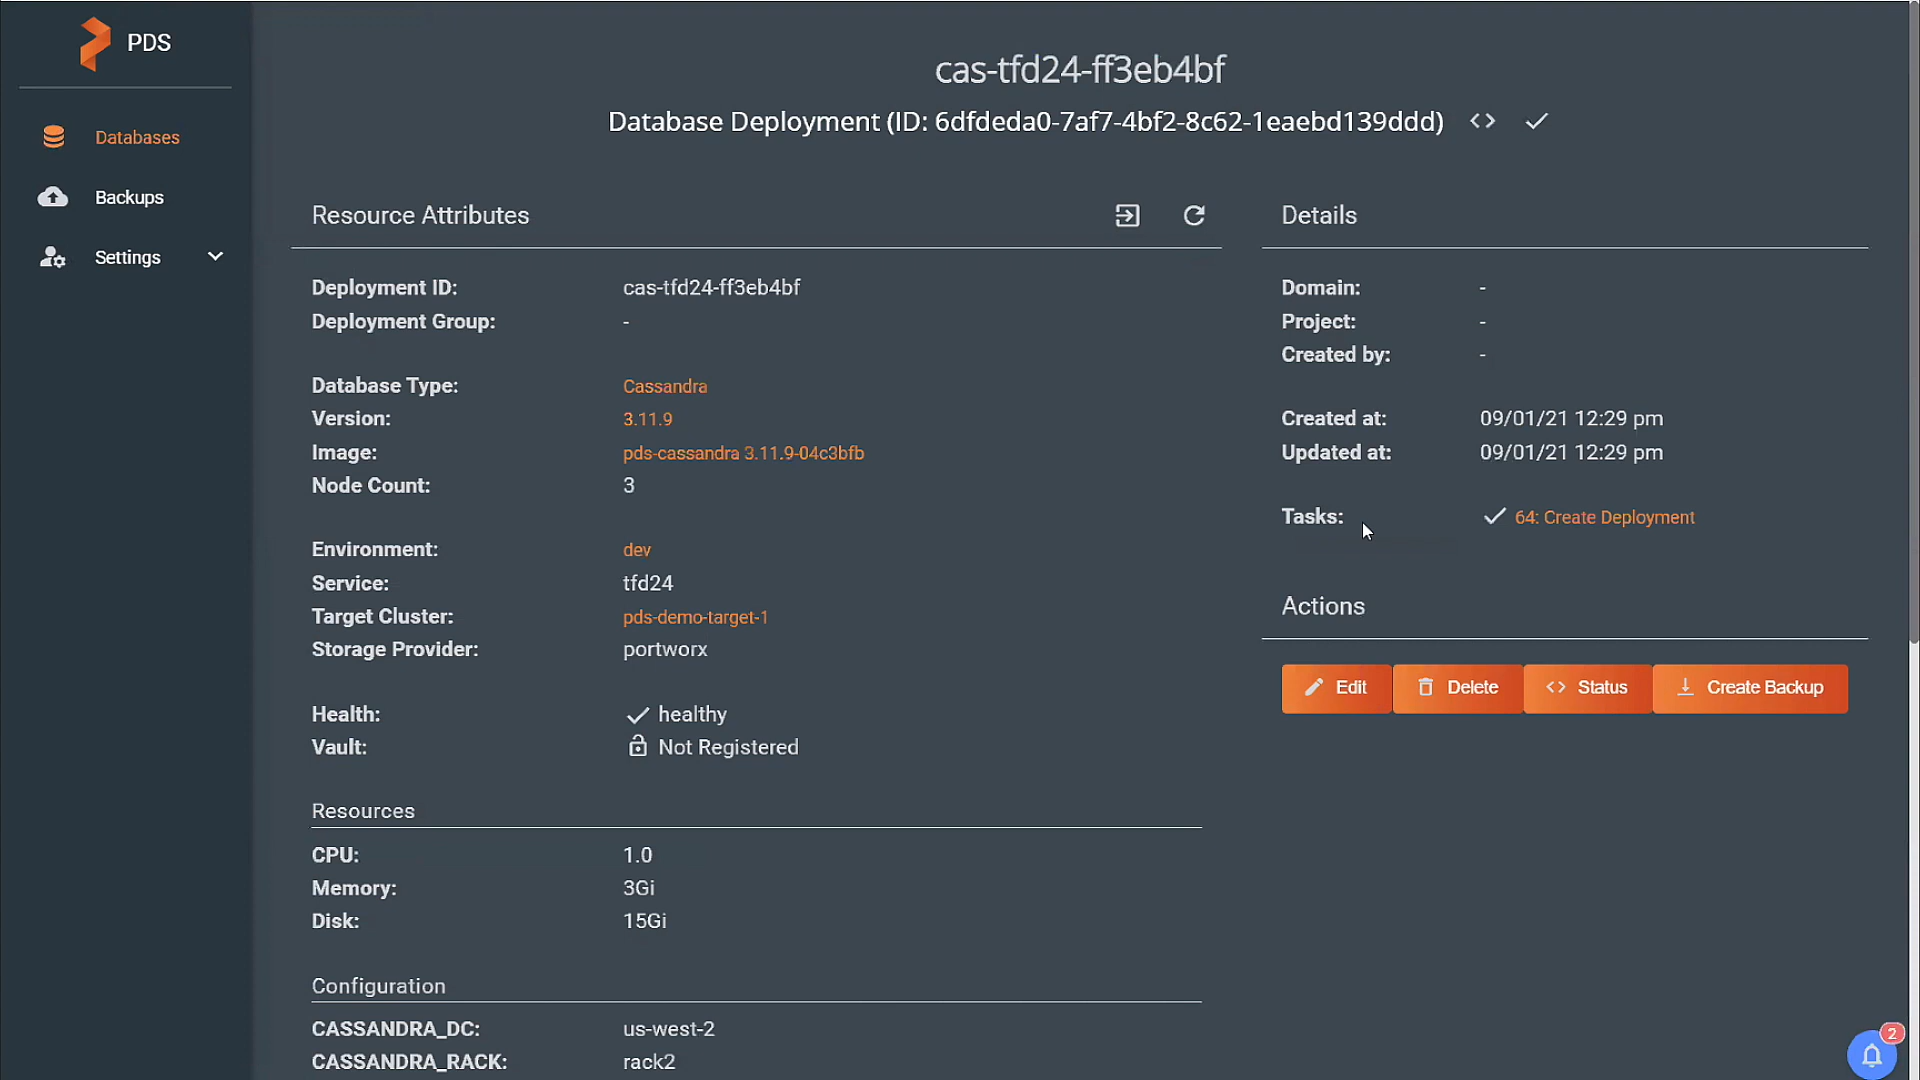 PDS
Databases
Backups
Settings
cas-tfd24-ff3eb4bf
Database Deployment (ID: 6dfdeda0-7af7-4bf2-8c62-1eaebd139ddd)
Resource Attributes
Deployment ID: cas-tfd24-ff3eb4bf
Deployment Group: -
Database Type: Cassandra
Version: 3.11.9
Image: pds-cassandra 3.11.9-04c3bfb
Node Count: 3
Environment: dev
Service: tfd24
Target Cluster: pds-demo-target-1
Storage Provider: portworx
Health: healthy
Vault: Not Registered
Resources
CPU: 1.0
Memory: 3Gi
Disk: 15Gi
Configuration
CASSANDRA_DC: us-west-2
CASSANDRA_RACK: rack2
Details
Domain: -
Project: -
Created by: -
Created at: 09/01/21 12:29 pm
Updated at: 09/01/21 12:29 pm
Tasks: 64: Create Deployment
Actions
Edit Delete Status Create Backup
2